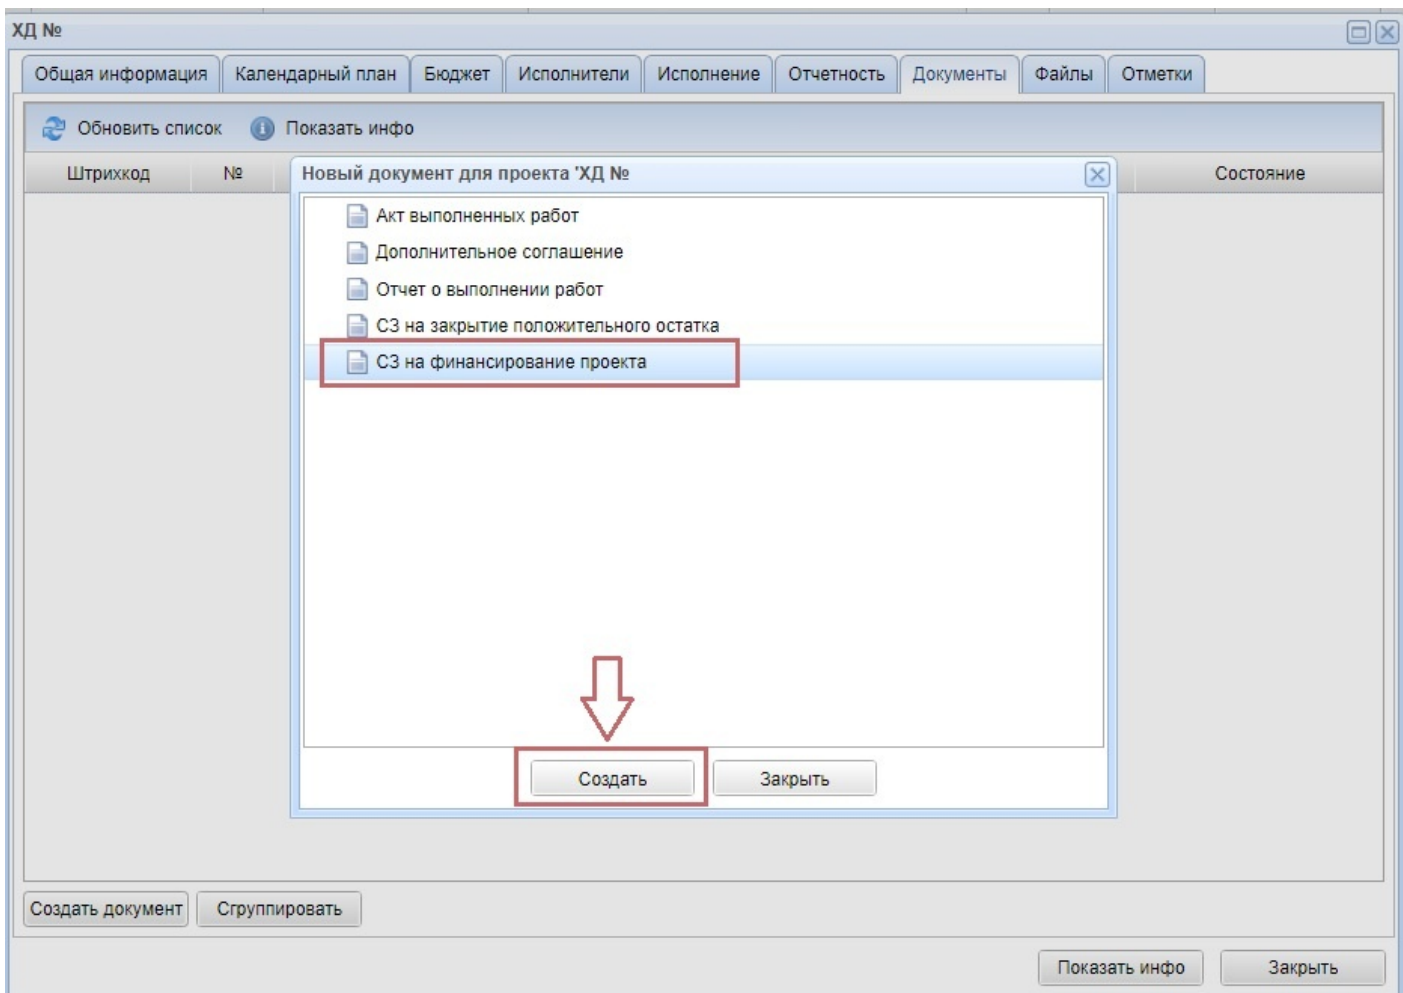 ХД №
Общая информация Календарный план Бюджет Исполнители Исполнение Отчетность Документы Файлы Отметки
Обновить список Показать инфо
Штрихкод № Состояние
Новый документ для проекта 'ХД №
Акт выполненных работ
Дополнительное соглашение
Отчет о выполнении работ
СЗ на закрытие положительного остатка
СЗ на финансирование проекта
Создать Закрыть
Создать документ Сгруппировать
Показать инфо Закрыть